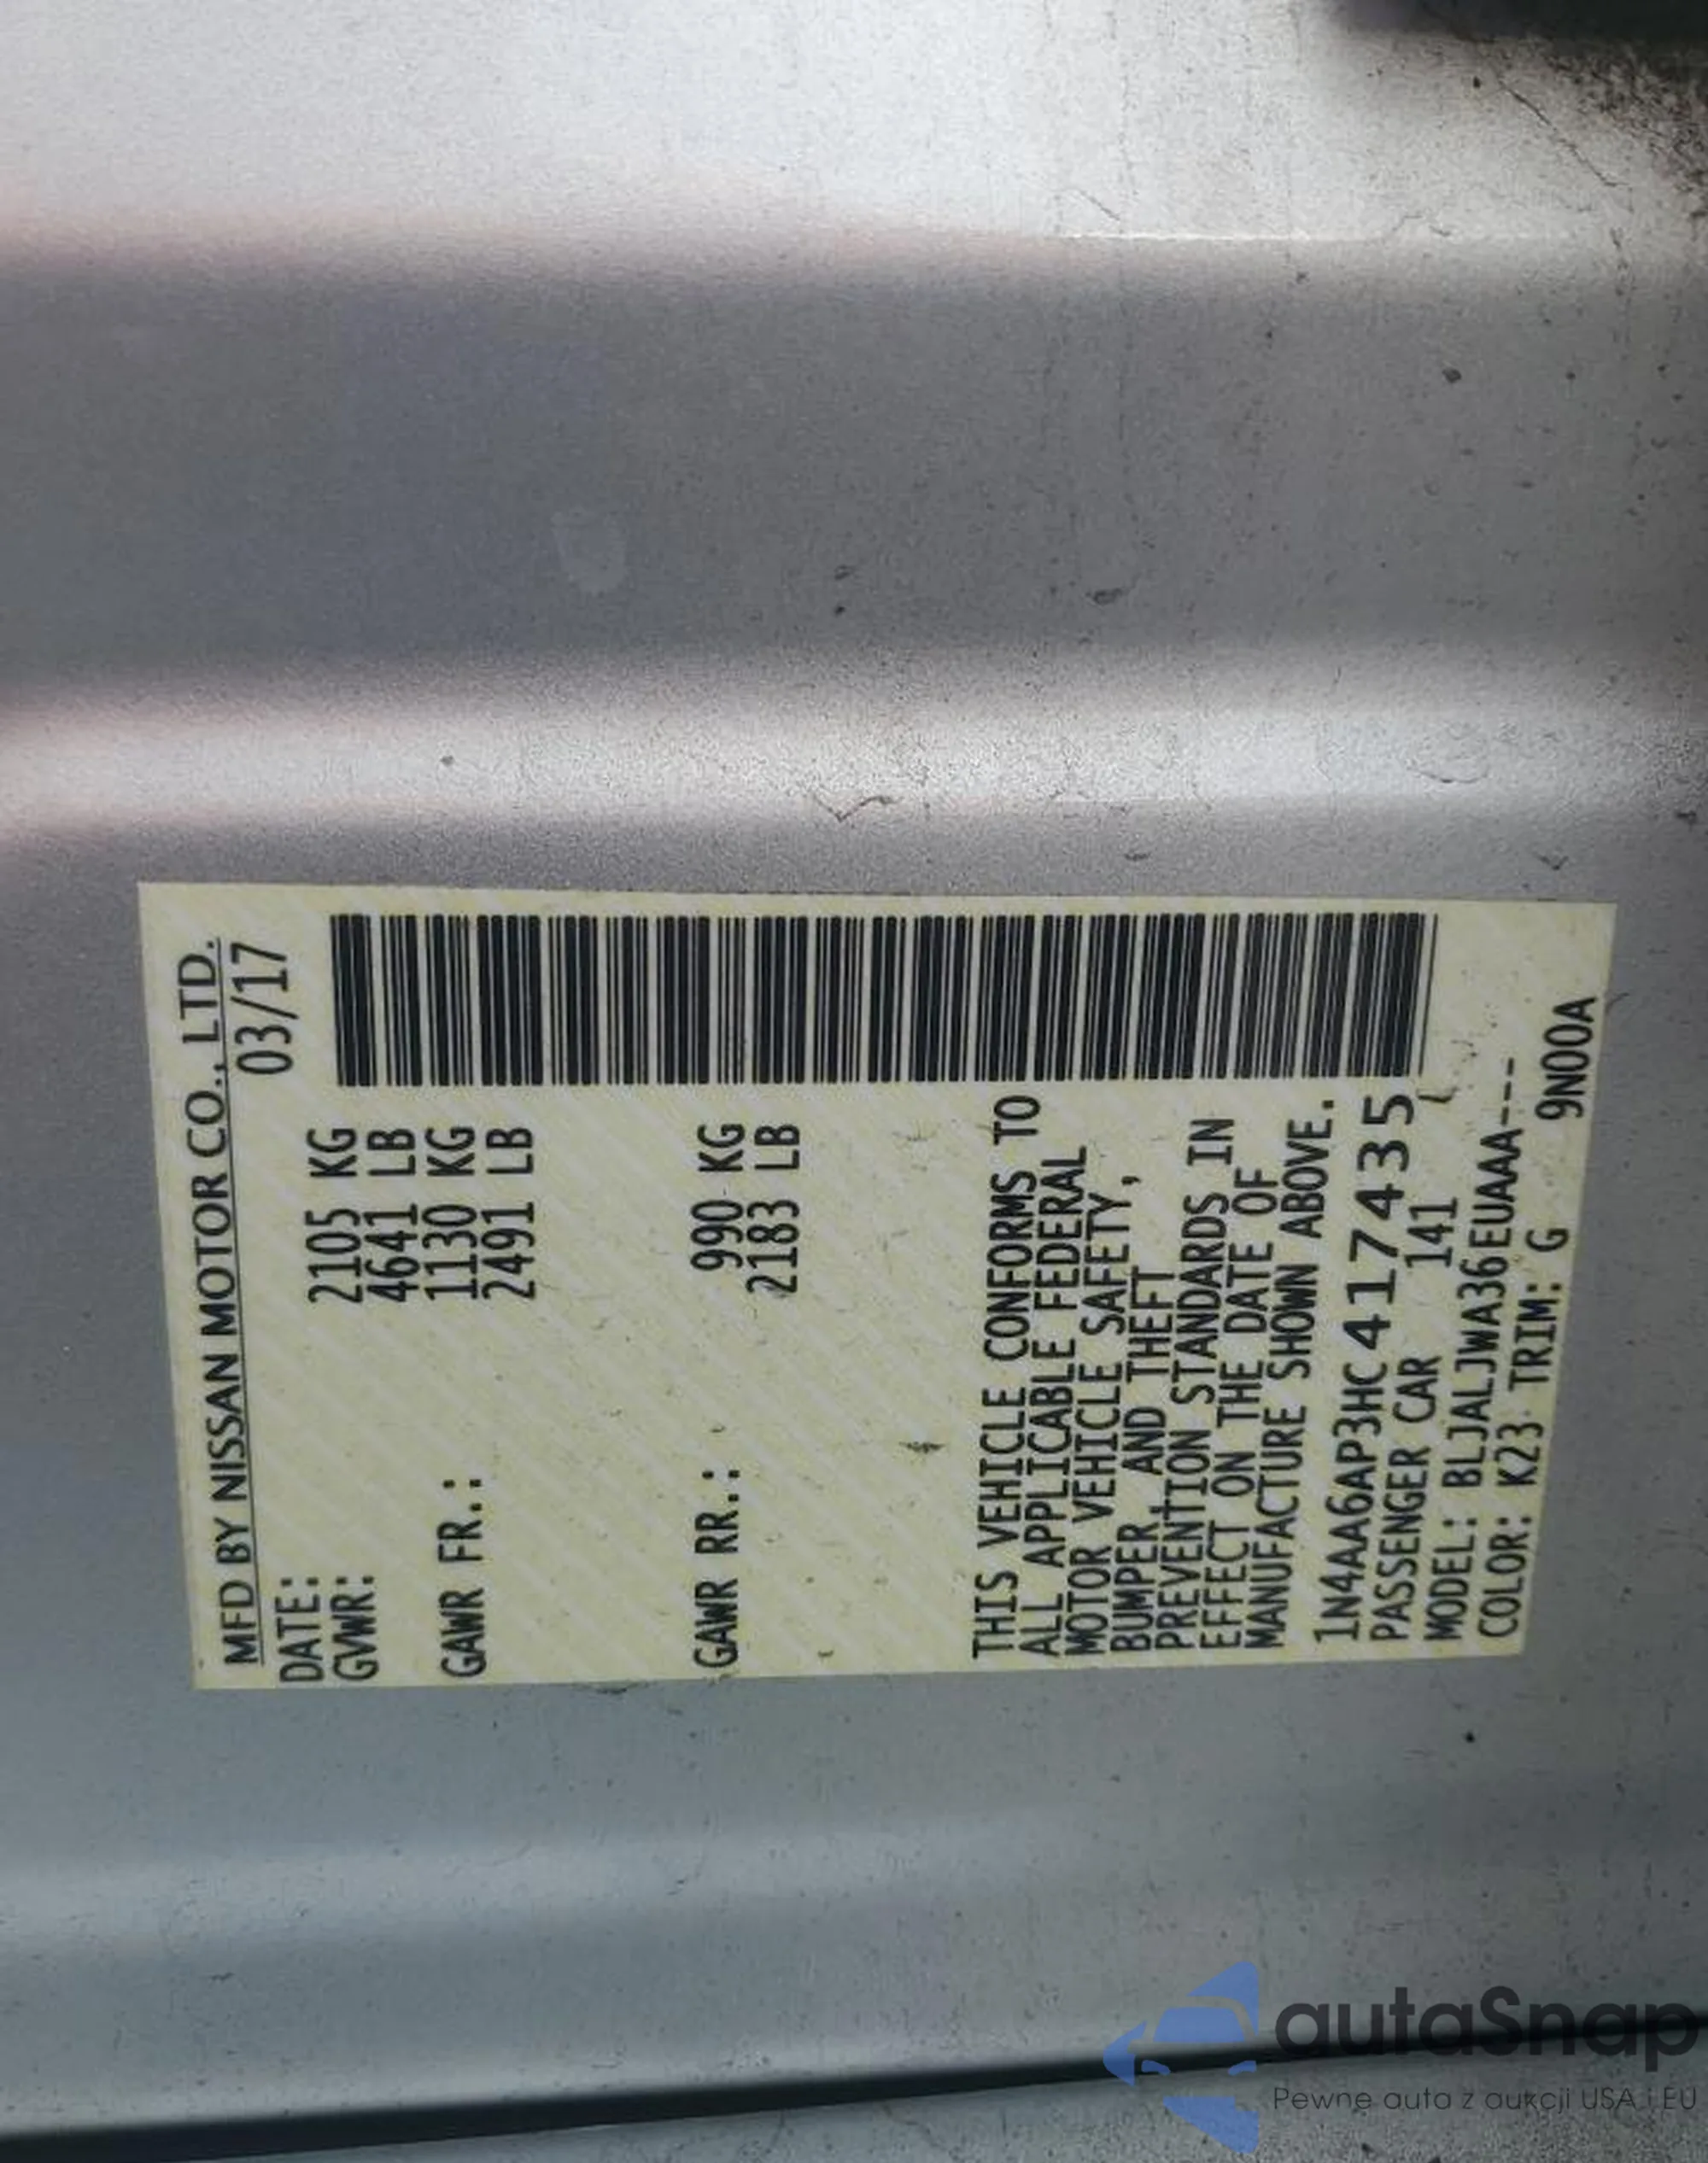 MFD BY NISSAN MOTOR CO., LTD.
DATE: 03/17
GVWR: 2105 KG
4641 LB
GAWR FR.: 1130 KG
2491 LB
GAWR RR.: 990 KG
2183 LB
THIS VEHICLE CONFORMS TO
ALL APPLICABLE FEDERAL
MOTOR VEHICLE SAFETY,
BUMPER, AND THEFT
PREVENTION STANDARDS IN
EFFECT ON THE DATE OF
MANUFACTURE SHOWN ABOVE.
1N4AA6AP3HC417435
PASSENGER CAR 141
MODEL: BLJALJWA36EUAAA---
COLOR: K23 TRIM: G 9N00A
autaSnap
Pewne auta z aukcji USA i EU